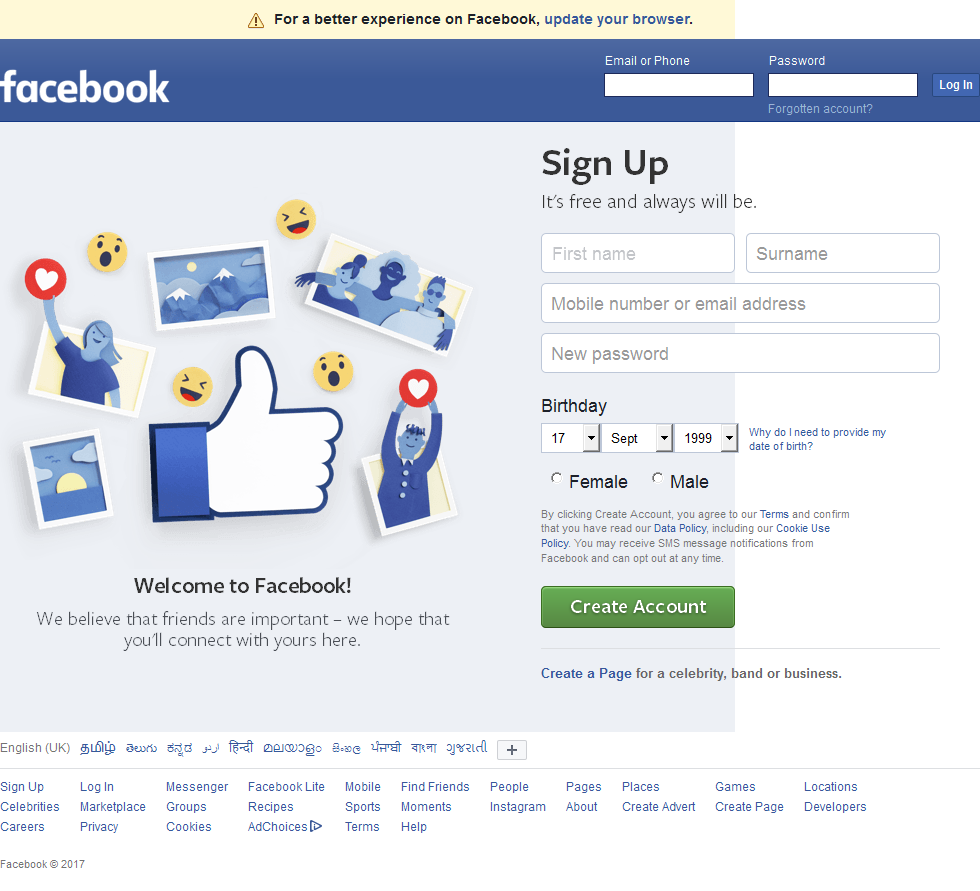 For a better experience on Facebook, update your browser.
facebook
Email or Phone
Password
Log In
Forgotten account?
Sign Up
It's free and always will be.
First name
Surname
Mobile number or email address
New password
Birthday
17 Sept 1999
Why do I need to provide my
date of birth?
Female Male
By clicking Create Account, you agree to our Terms and confirm
that you have read our Data Policy, including our Cookie Use
Policy. You may receive SMS message notifications from
Facebook and can opt out at any time.
Create Account
Create a Page for a celebrity, band or business.
Welcome to Facebook!
We believe that friends are important – we hope that
you'll connect with yours here.
English (UK) தமிழ் తెలుగు ಕನ್ನಡ اردو हिन्दी മലയാളം සිංහල ਪੰਜਾਬੀ বাংলা ગુજરાતી +
Sign Up Log In Messenger Facebook Lite Mobile Find Friends People Pages Places Games Locations
Celebrities Marketplace Groups Recipes Sports Moments Instagram About Create Advert Create Page Developers
Careers Privacy Cookies AdChoices Terms Help
Facebook © 2017